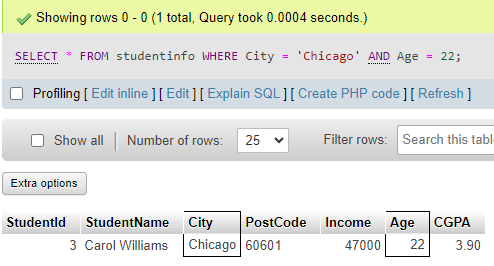 Showing rows 0 - 0 (1 total, Query took 0.0004 seconds.)
SELECT * FROM studentinfo WHERE City = 'Chicago' AND Age = 22;
Profiling [ Edit inline ] [ Edit ] [ Explain SQL ] [ Create PHP code ] [ Refresh ]
Show all Number of rows: 25 Filter rows: Search this table
Extra options
StudentId StudentName City PostCode Income Age CGPA
3 Carol Williams Chicago 60601 47000 22 3.90